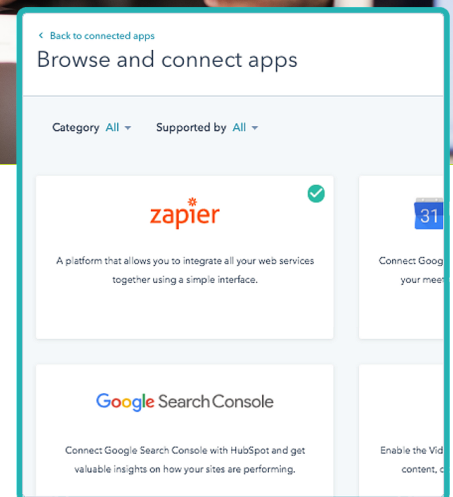 Back to connected apps
Browse and connect apps
Category All
Supported by All
zapier
A platform that allows you to integrate all your web services
together using a simple interface.
31
Connect Goog
your meet
Google Search Console
Connect Google Search Console with HubSpot and get
valuable insights on how your sites are performing.
Enable the Vid
content, c